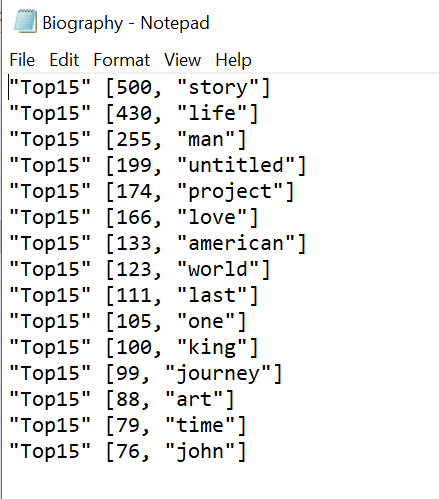 Biography - Notepad
File Edit Format View Help
"Top15" [500, "story"]
"Top15" [430, "life"]
"Top15" [255, "man"]
"Top15" [199, "untitled"]
"Top15" [174, "project"]
"Top15" [166, "love"]
"Top15" [133, "american"]
"Top15" [123, "world"]
"Top15" [111, "last"]
"Top15" [105, "one"]
"Top15" [100, "king"]
"Top15" [99, "journey"]
"Top15" [88, "art"]
"Top15" [79, "time"]
"Top15" [76, "john"]